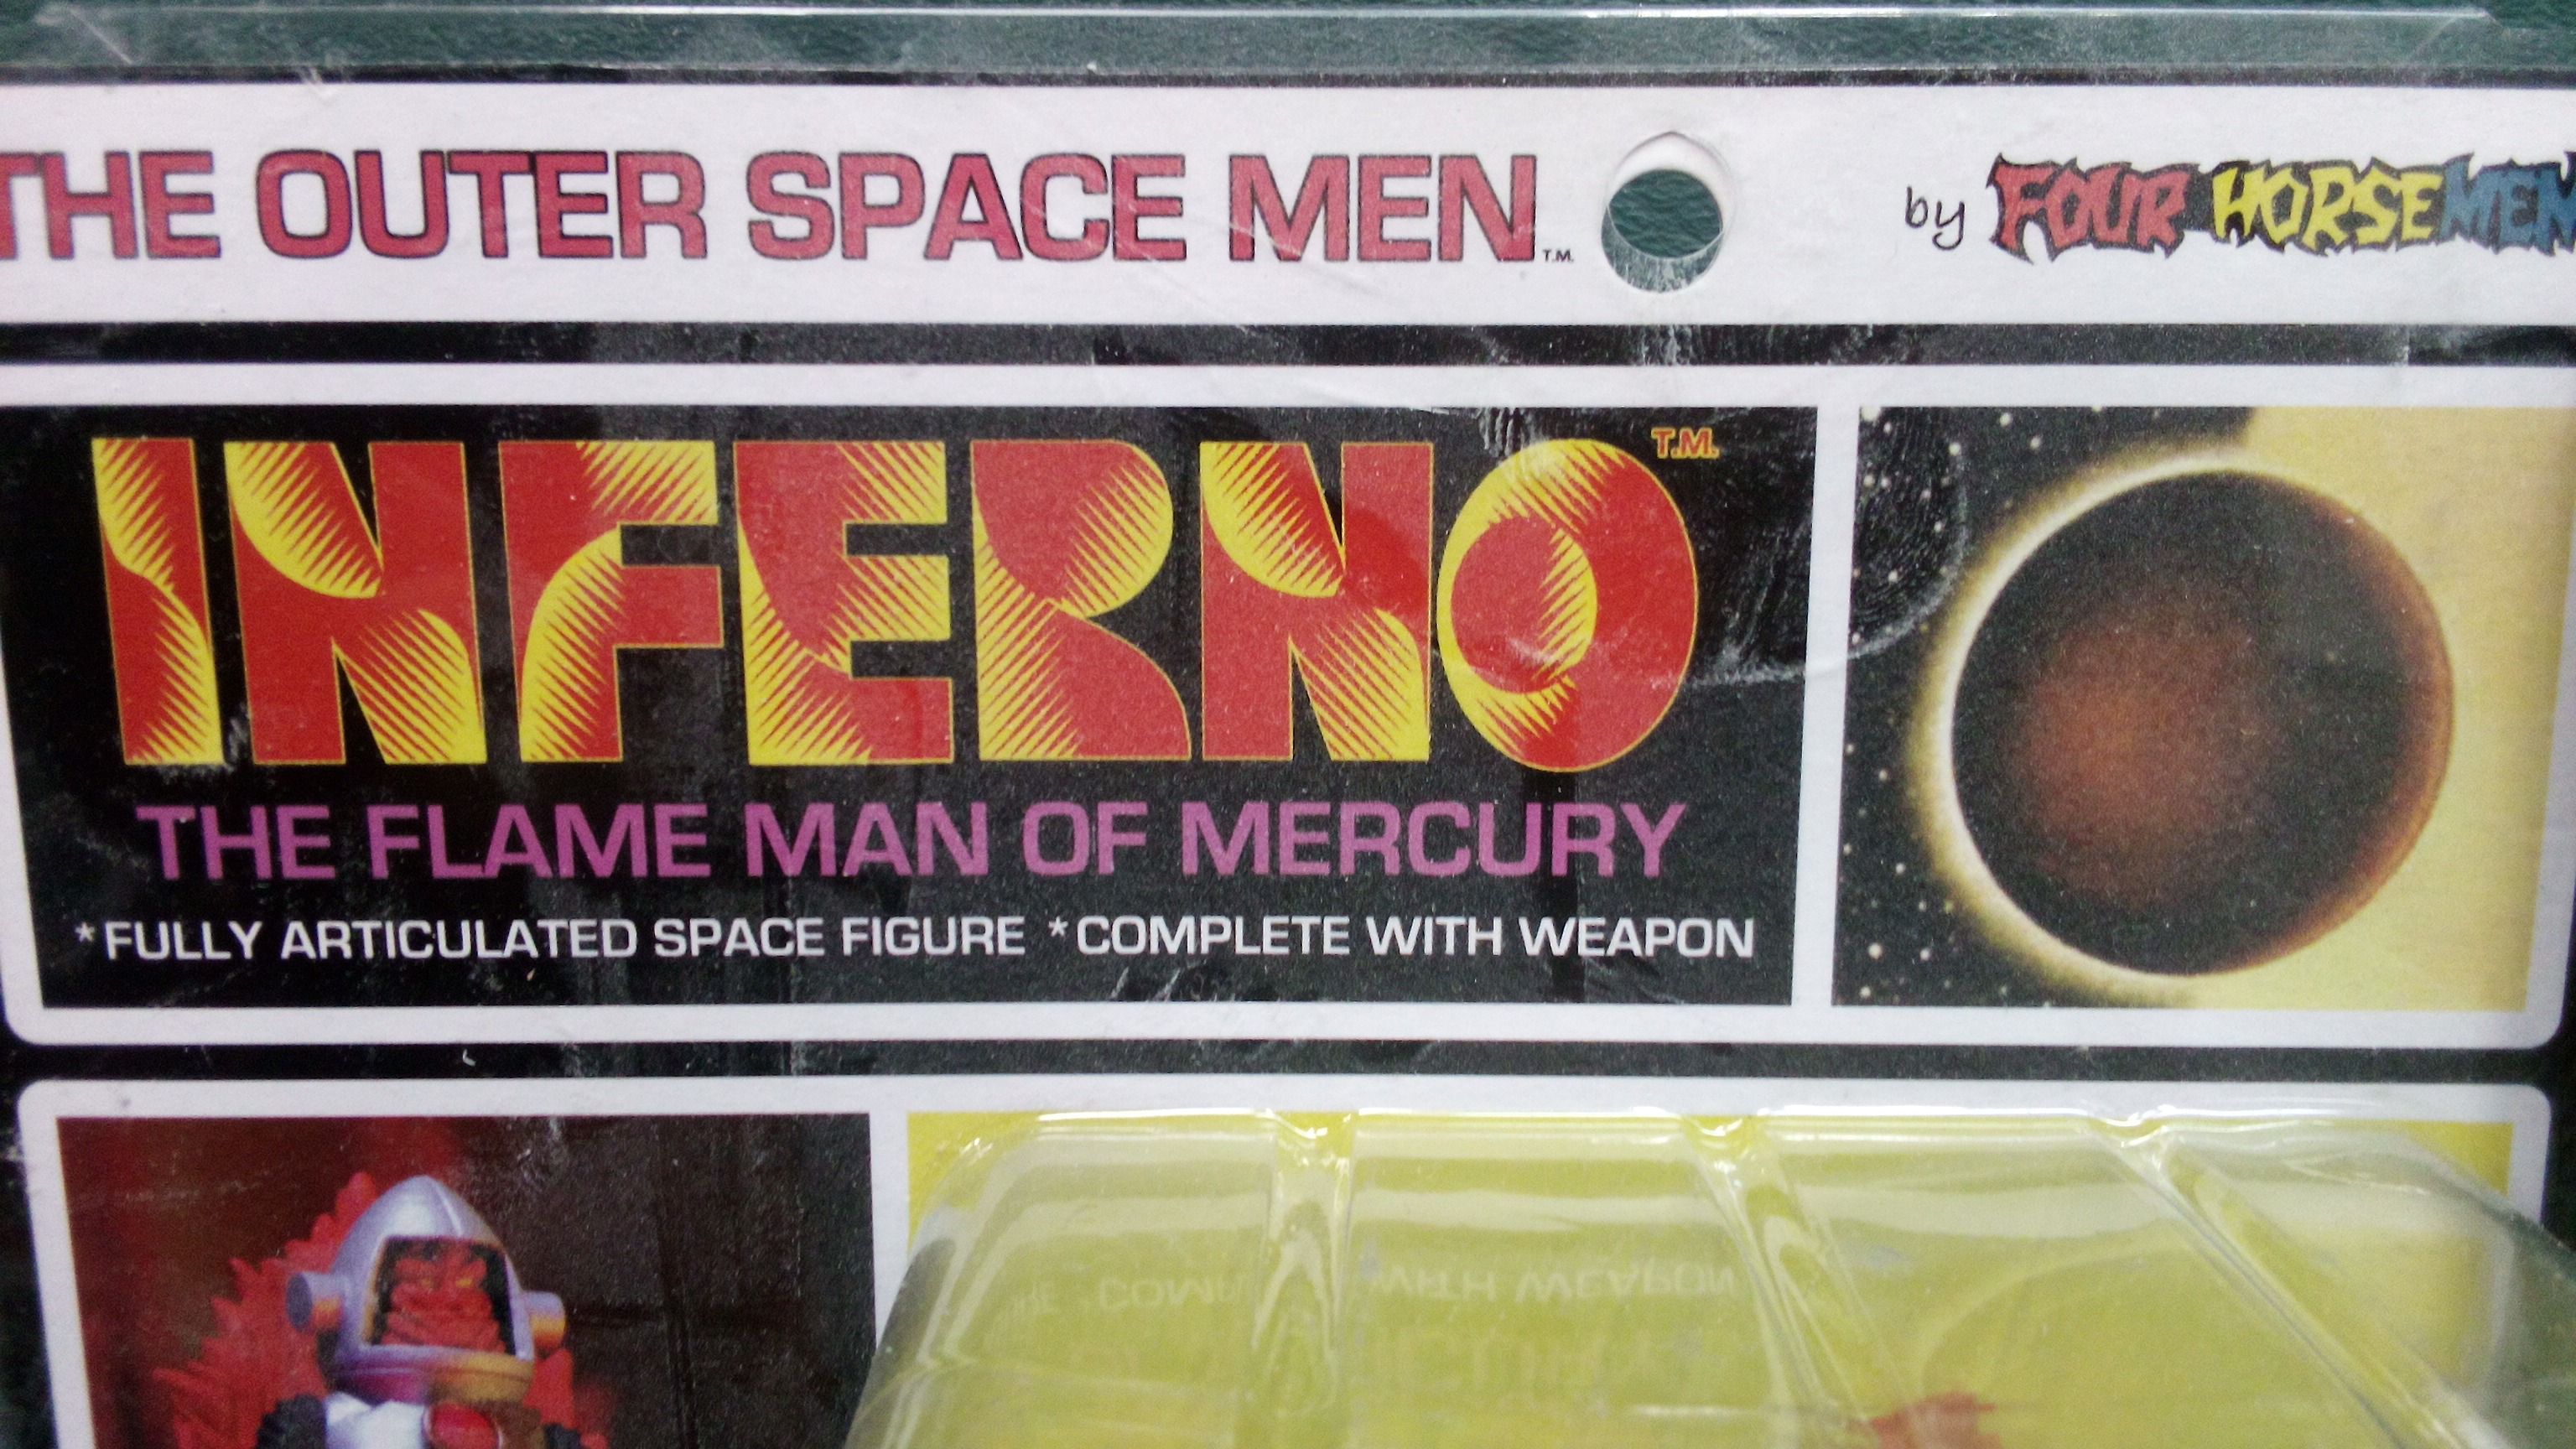 THE OUTER SPACE MEN T.M.
by FOUR HORSEMEN
INFERNO T.M.
THE FLAME MAN OF MERCURY
*FULLY ARTICULATED SPACE FIGURE *COMPLETE WITH WEAPON